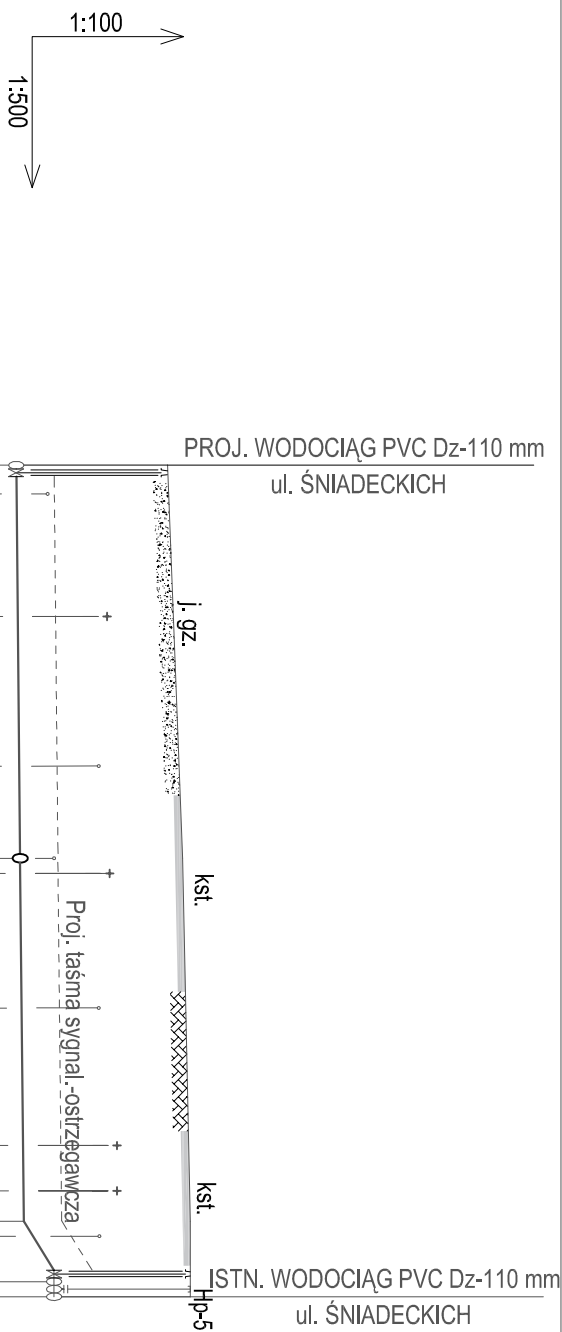 1:100
1:500
PROJ. WODOCIĄG PVC Dz-110 mm
ul. ŚNIADECKICH
j. gz.
kst.
Proj. taśma sygnal.-ostrzegawcza
kst.
ISTN. WODOCIĄG PVC Dz-110 mm
Hp-5
ul. ŚNIADECKICH